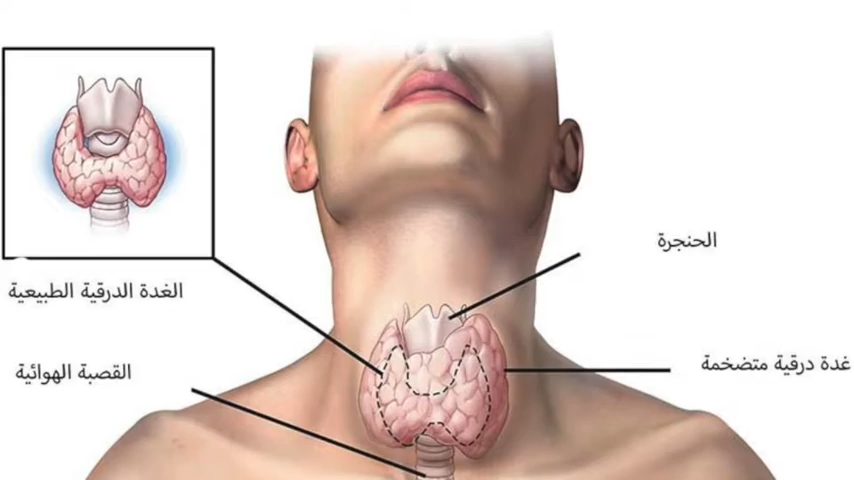 الحنجرة
الغدة الدرقية الطبيعية
غدة درقية متضخمة
القصبة الهوائية